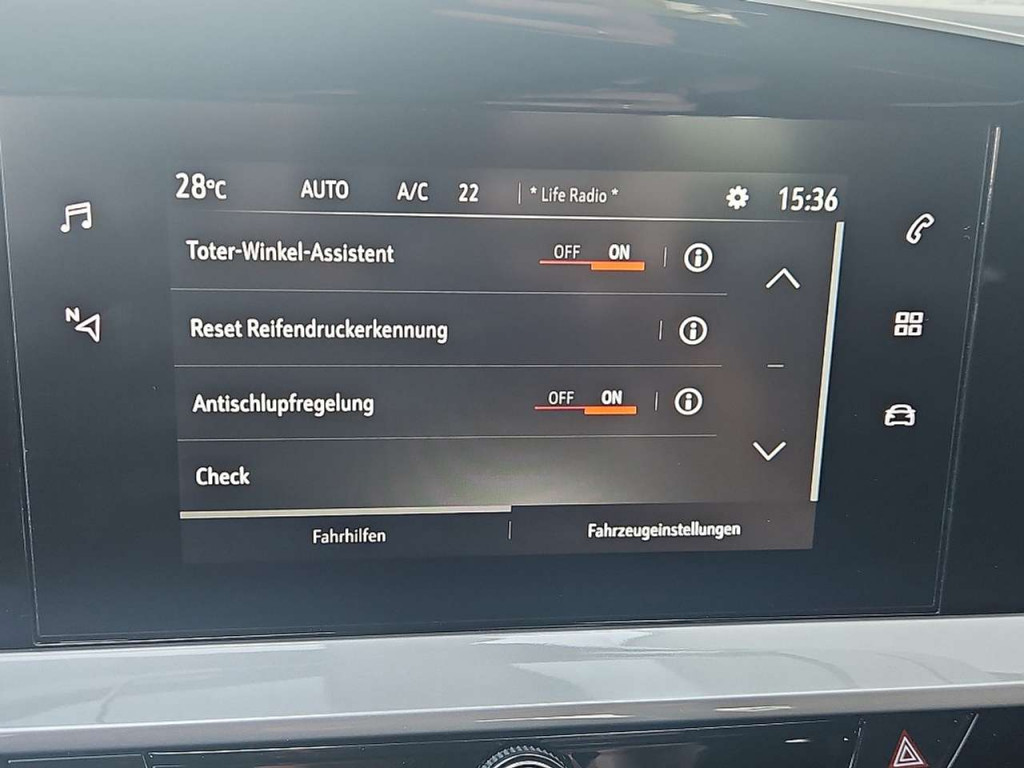 28°C AUTO A/C 22 * Life Radio * 15:36
Toter-Winkel-Assistent OFF ON
N
Reset Reifendruckerkennung
Antischlupfregelung OFF ON
Check
Fahrhilfen Fahrzeugeinstellungen